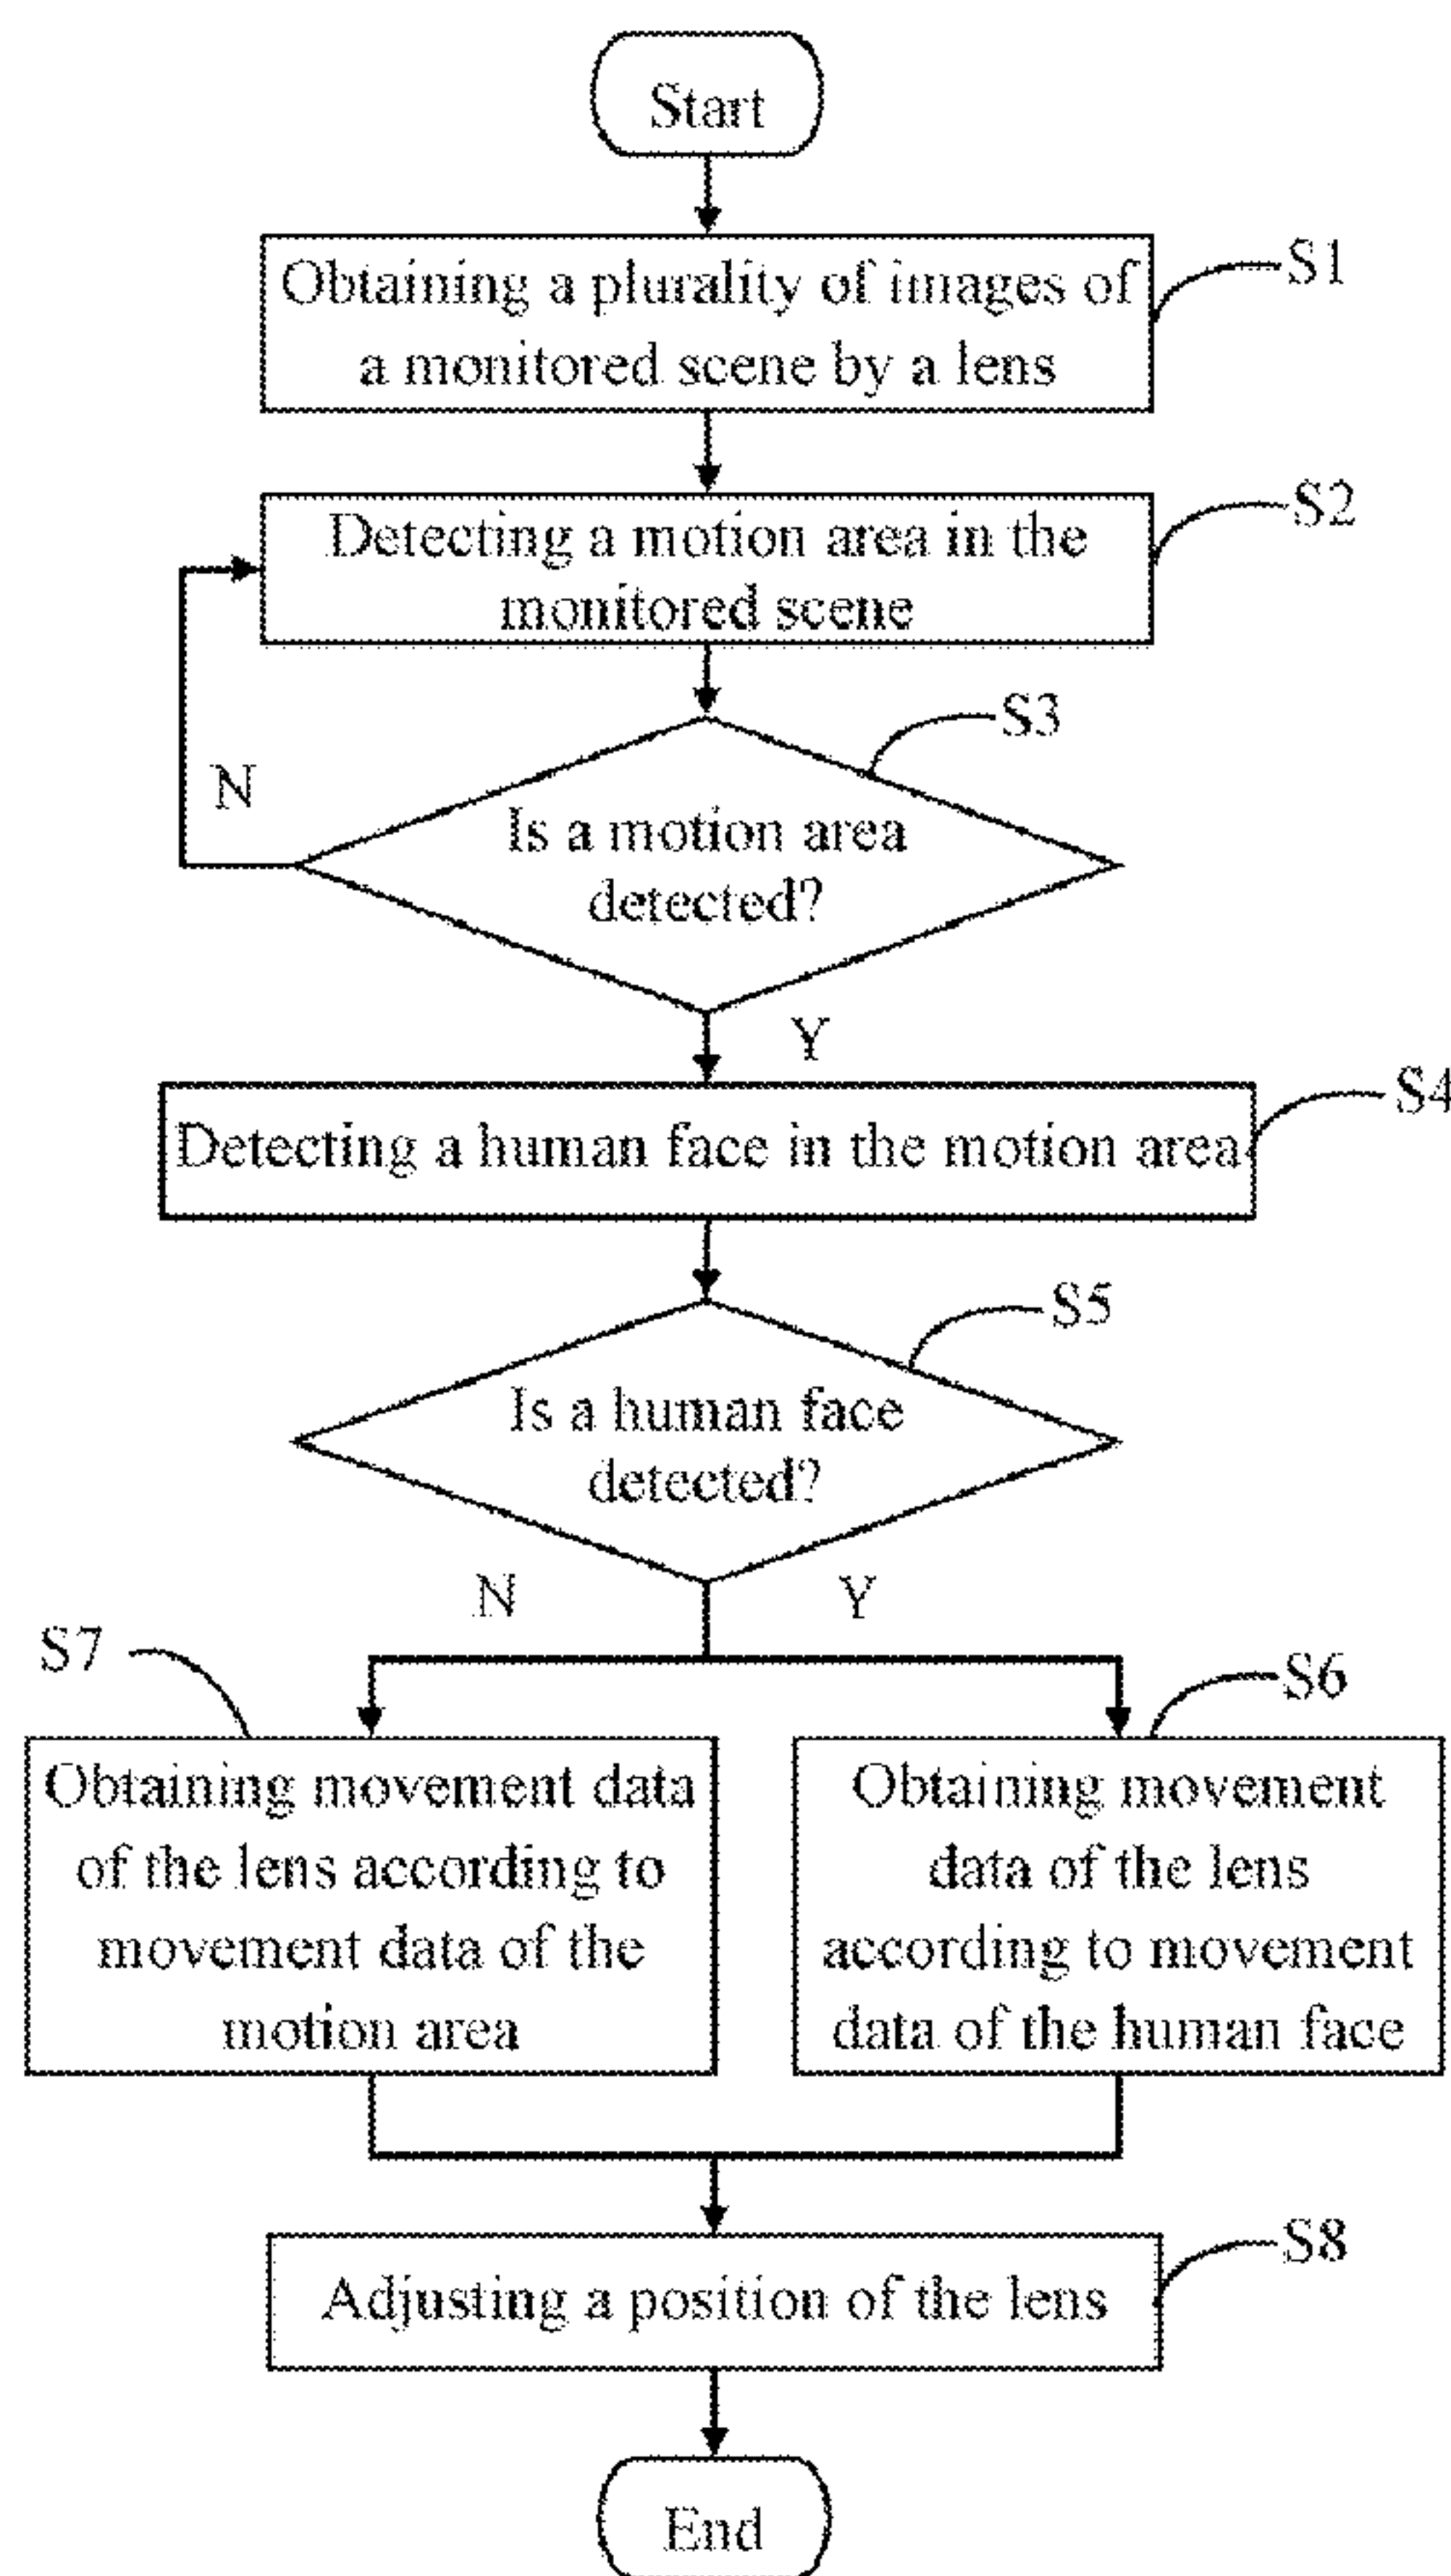 Start
Obtaining a plurality of images of
a monitored scene by a lens
S1
Detecting a motion area in the
monitored scene
S2
S3
N
Is a motion area
detected?
Y
Detecting a human face in the motion area
S4
S5
Is a human face
detected?
N
Y
S7
S6
Obtaining movement data
of the lens according to
movement data of the
motion area
Obtaining movement
data of the lens
according to movement
data of the human face
S8
Adjusting a position of the lens
End